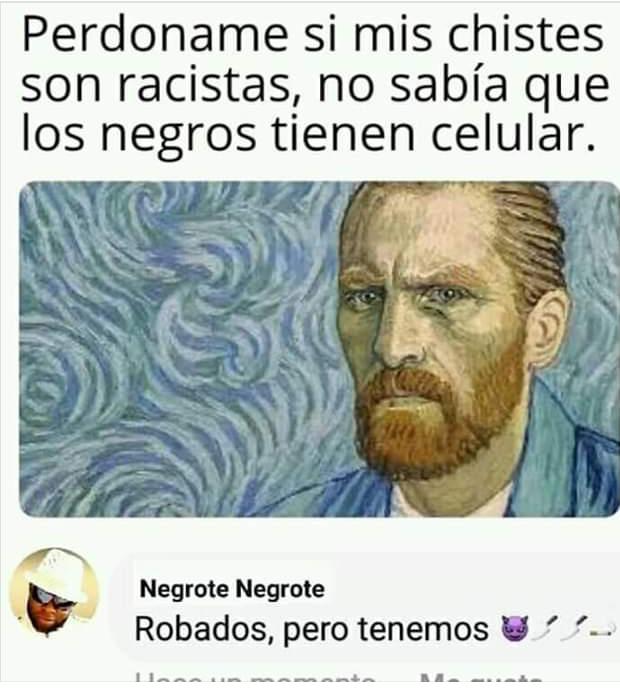 Perdoname si mis chistes
son racistas, no sabía que
los negros tienen celular.
Negrote Negrote
Robados, pero tenemos 😈🔪🔪🚬